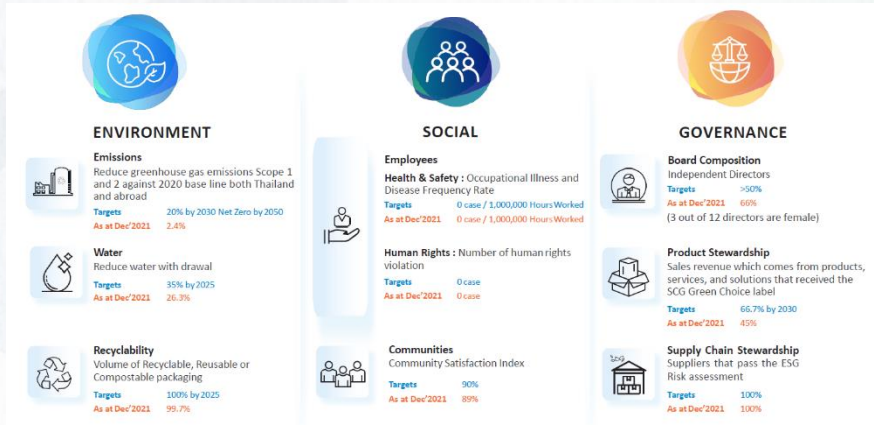 ENVIRONMENT
Emissions
Reduce greenhouse gas emissions Scope 1
and 2 against 2020 base line both Thailand
and abroad
Targets 20% by 2030 Net Zero by 2050
As at Dec'2021 2.4%
Water
Reduce water with drawal
Targets 35% by 2025
As at Dec'2021 26.3%
Recyclability
Volume of Recyclable, Reusable or
Compostable packaging
Targets 100% by 2025
As at Dec'2021 99.7%
SOCIAL
Employees
Health & Safety : Occupational Illness and
Disease Frequency Rate
Targets 0 case / 1,000,000 Hours Worked
As at Dec'2021 0 case / 1,000,000 Hours Worked
Human Rights : Number of human rights
violation
Targets 0 case
As at Dec'2021 0 case
Communities
Community Satisfaction Index
Targets 90%
As at Dec'2021 89%
GOVERNANCE
Board Composition
Independent Directors
Targets >50%
As at Dec'2021 66%
(3 out of 12 directors are female)
Product Stewardship
Sales revenue which comes from products,
services, and solutions that received the
SCG Green Choice label
Targets 66.7% by 2030
As at Dec'2021 45%
SCG
Supply Chain Stewardship
Suppliers that pass the ESG
Risk assessment
Targets 100%
As at Dec'2021 100%